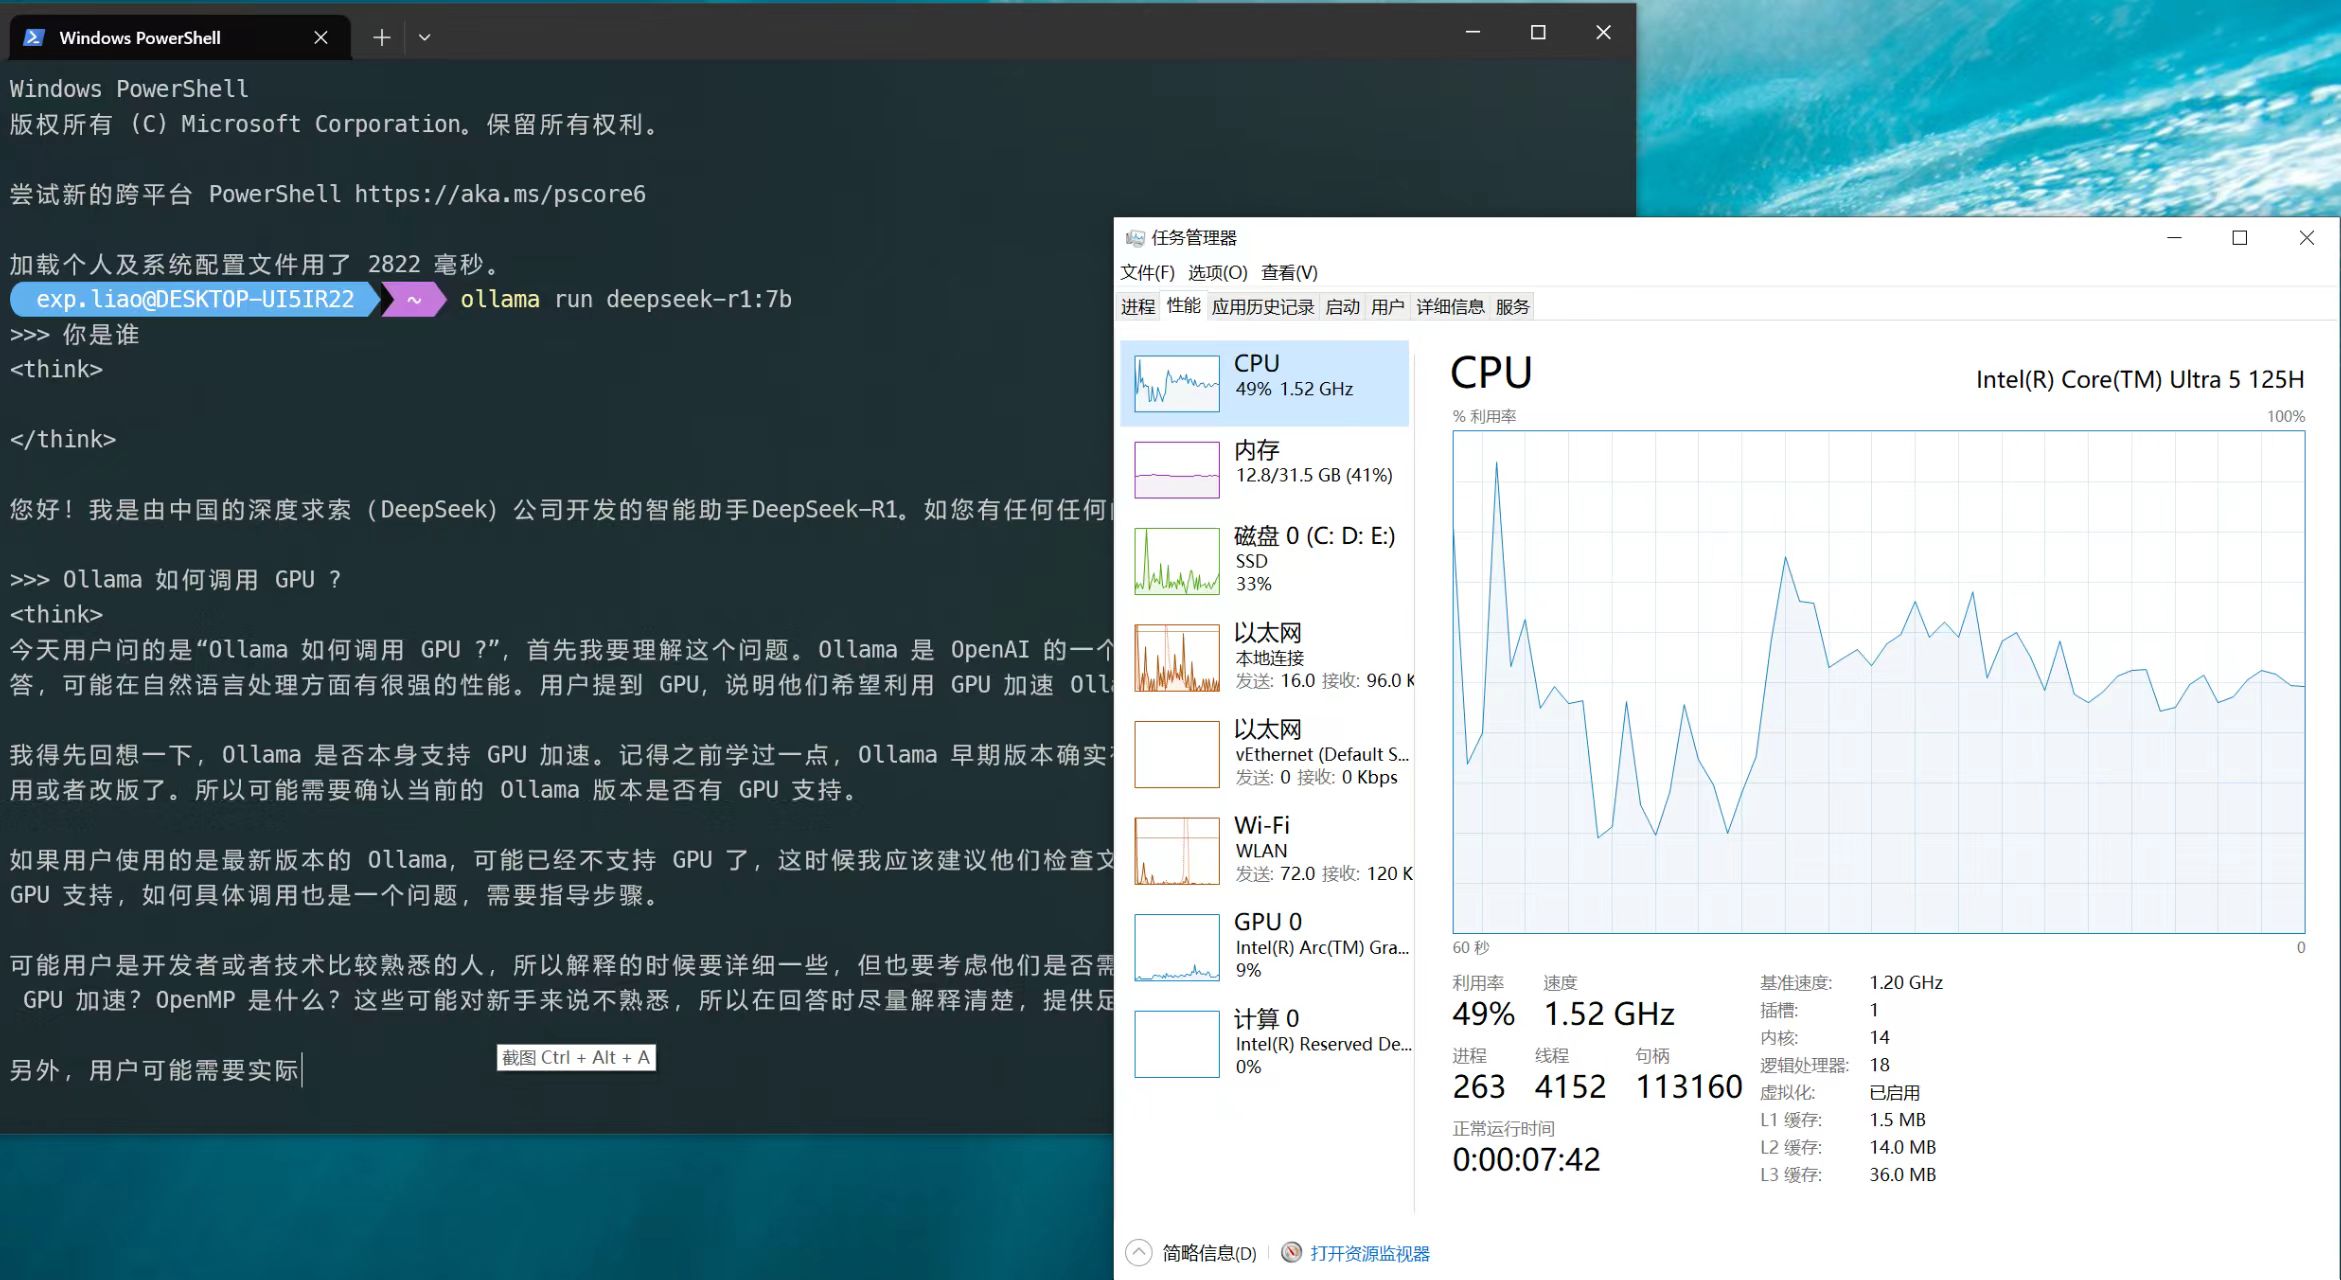 Windows PowerShell
Windows PowerShell
版权所有 (C) Microsoft Corporation。保留所有权利。
尝试新的跨平台 PowerShell https://aka.ms/pscore6
加载个人及系统配置文件用了 2822 毫秒。
exp.liao@DESKTOP-UI5IR22 ~ ollama run deepseek-r1:7b
>>> 你是谁
<think>
</think>
您好！我是由中国的深度求索（DeepSeek）公司开发的智能助手DeepSeek-R1。如您有任何任何
>>> Ollama 如何调用 GPU ?
<think>
今天用户问的是“Ollama 如何调用 GPU ?”，首先我要理解这个问题。Ollama 是 OpenAI 的一个
答，可能在自然语言处理方面有很强的性能。用户提到 GPU，说明他们希望利用 GPU 加速 Olla
我得先回想一下，Ollama 是否本身支持 GPU 加速。记得之前学过一点，Ollama 早期版本确实
用或者改版了。所以可能需要确认当前的 Ollama 版本是否有 GPU 支持。
如果用户使用的是最新版本的 Ollama，可能已经不支持 GPU 了，这时候我应该建议他们检查文
GPU 支持，如何具体调用也是一个问题，需要指导步骤。
可能用户是开发者或者技术比较熟悉的人，所以解释的时候要详细一些，但也要考虑他们是否需
GPU 加速？OpenMP 是什么？这些可能对新手来说不熟悉，所以在回答时尽量解释清楚，提供足
另外，用户可能需要实际
截图 Ctrl + Alt + A
任务管理器
文件(F) 选项(O) 查看(V)
进程 性能 应用历史记录 启动 用户 详细信息 服务
CPU
49% 1.52 GHz
内存
12.8/31.5 GB (41%)
磁盘 0 (C: D: E:)
SSD
33%
以太网
本地连接
发送: 16.0 接收: 96.0 K
以太网
vEthernet (Default S...
发送: 0 接收: 0 Kbps
Wi-Fi
WLAN
发送: 72.0 接收: 120 K
GPU 0
Intel(R) Arc(TM) Gra...
9%
计算 0
Intel(R) Reserved De...
0%
CPU
Intel(R) Core(TM) Ultra 5 125H
% 利用率
100%
60 秒
0
利用率 速度
49% 1.52 GHz
进程 线程 句柄
263 4152 113160
正常运行时间
0:00:07:42
基准速度: 1.20 GHz
插槽: 1
内核: 14
逻辑处理器: 18
虚拟化: 已启用
L1 缓存: 1.5 MB
L2 缓存: 14.0 MB
L3 缓存: 36.0 MB
简略信息(D)
打开资源监视器